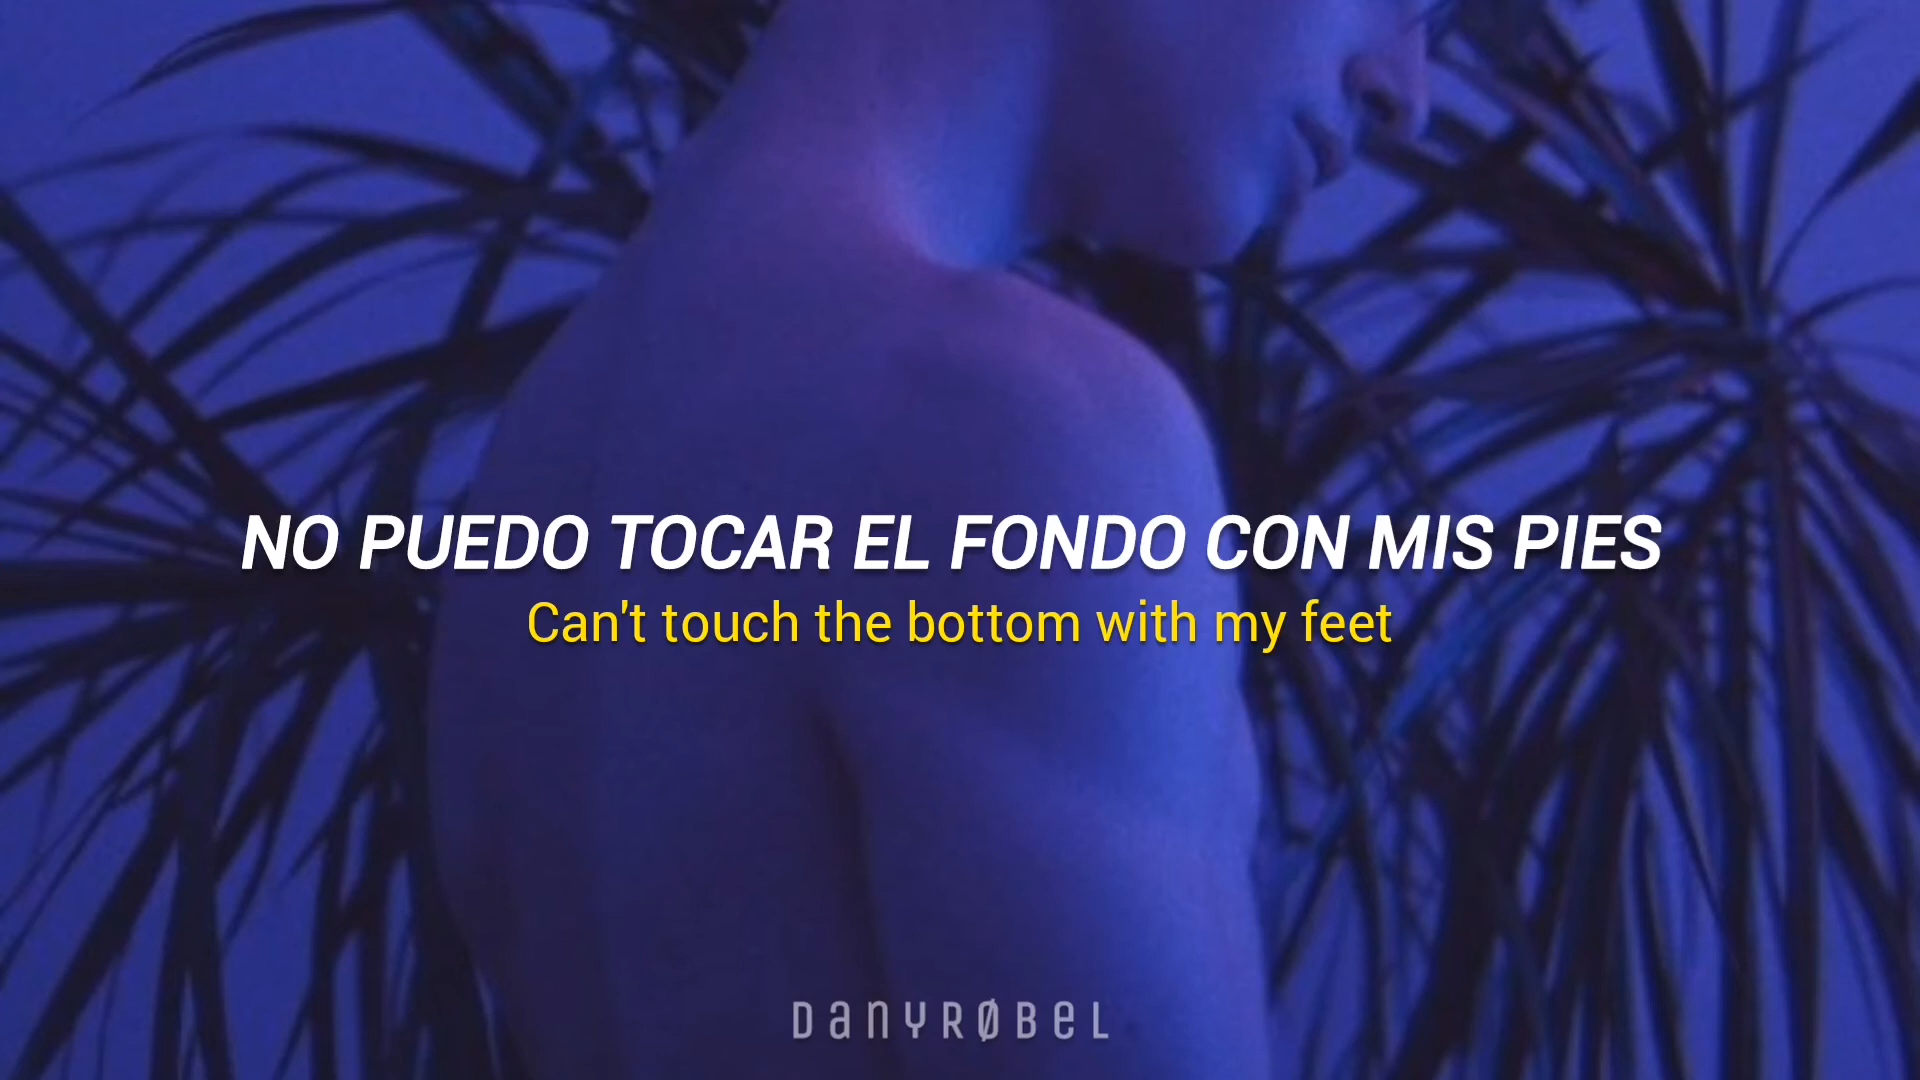 NO PUEDO TOCAR EL FONDO CON MIS PIES
Can't touch the bottom with my feet
DANYRØBEL